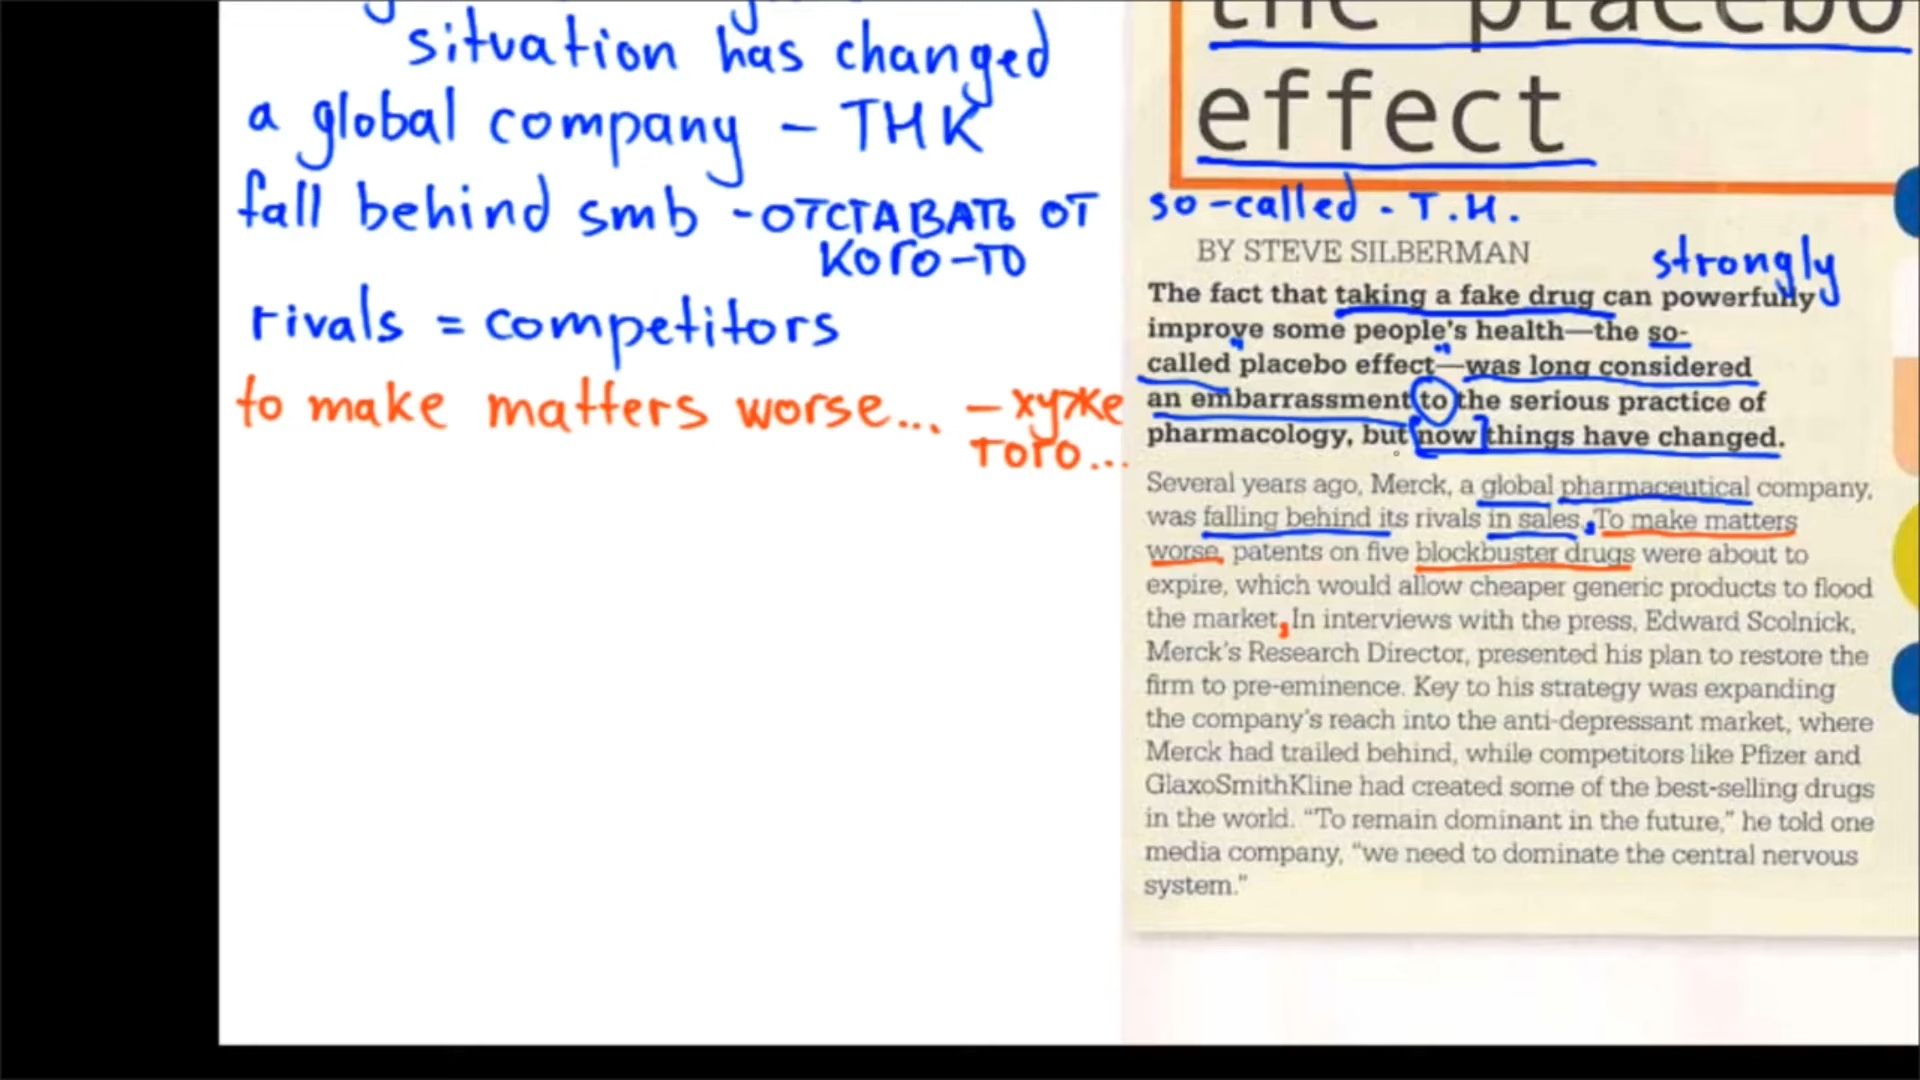 situation has changed
a global company - ТНК
fall behind smb - ОТСТАВАТЬ ОТ
КОГО-ТО
rivals = competitors
to make matters worse... - хуже
того...
the placebo
effect
so-called - Т.Н.
BY STEVE SILBERMAN
strongly
The fact that taking a fake drug can powerfully
improve some people's health—the so-
called placebo effect—was long considered
an embarrassment to the serious practice of
pharmacology, but now things have changed.
Several years ago, Merck, a global pharmaceutical company,
was falling behind its rivals in sales. To make matters
worse, patents on five blockbuster drugs were about to
expire, which would allow cheaper generic products to flood
the market. In interviews with the press, Edward Scolnick,
Merck's Research Director, presented his plan to restore the
firm to pre-eminence. Key to his strategy was expanding
the company's reach into the anti-depressant market, where
Merck had trailed behind, while competitors like Pfizer and
GlaxoSmithKline had created some of the best-selling drugs
in the world. “To remain dominant in the future,” he told one
media company, “we need to dominate the central nervous
system.”